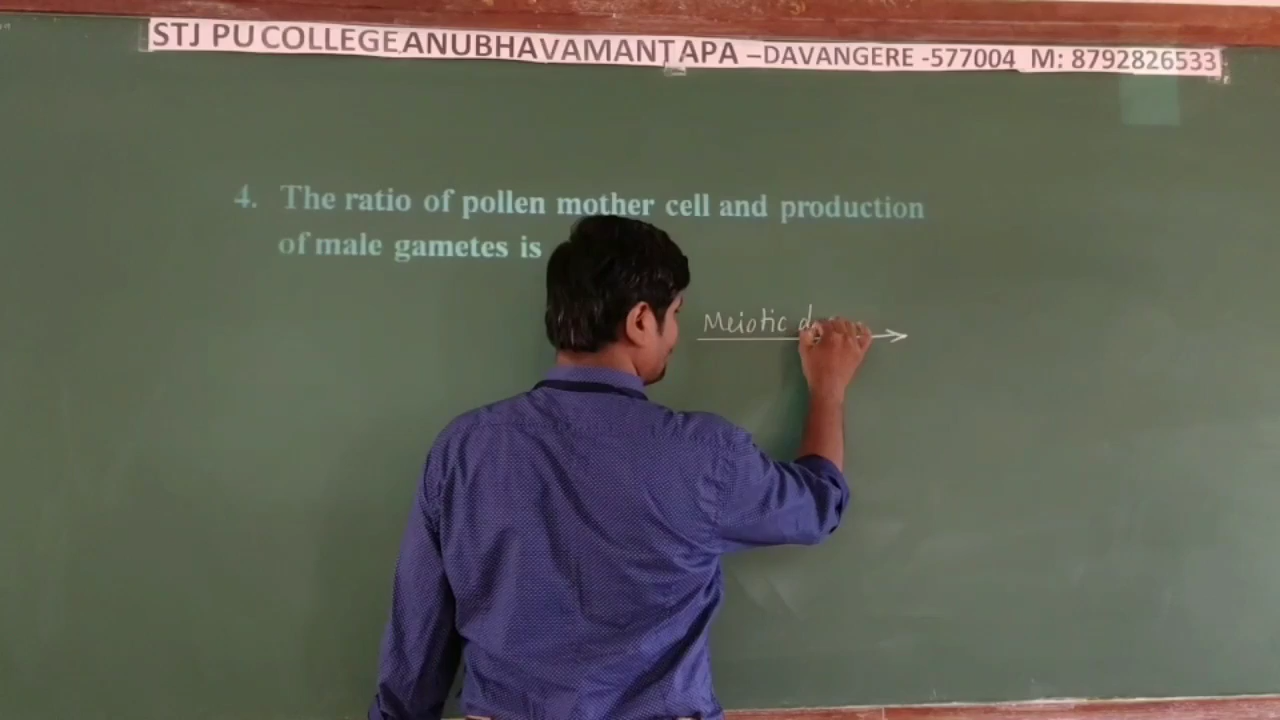 STJ PU COLLEGE ANUBHAVAMANTAPA –DAVANGERE -577004 M: 8792826533
4. The ratio of pollen mother cell and production
of male gametes is
Meiotic